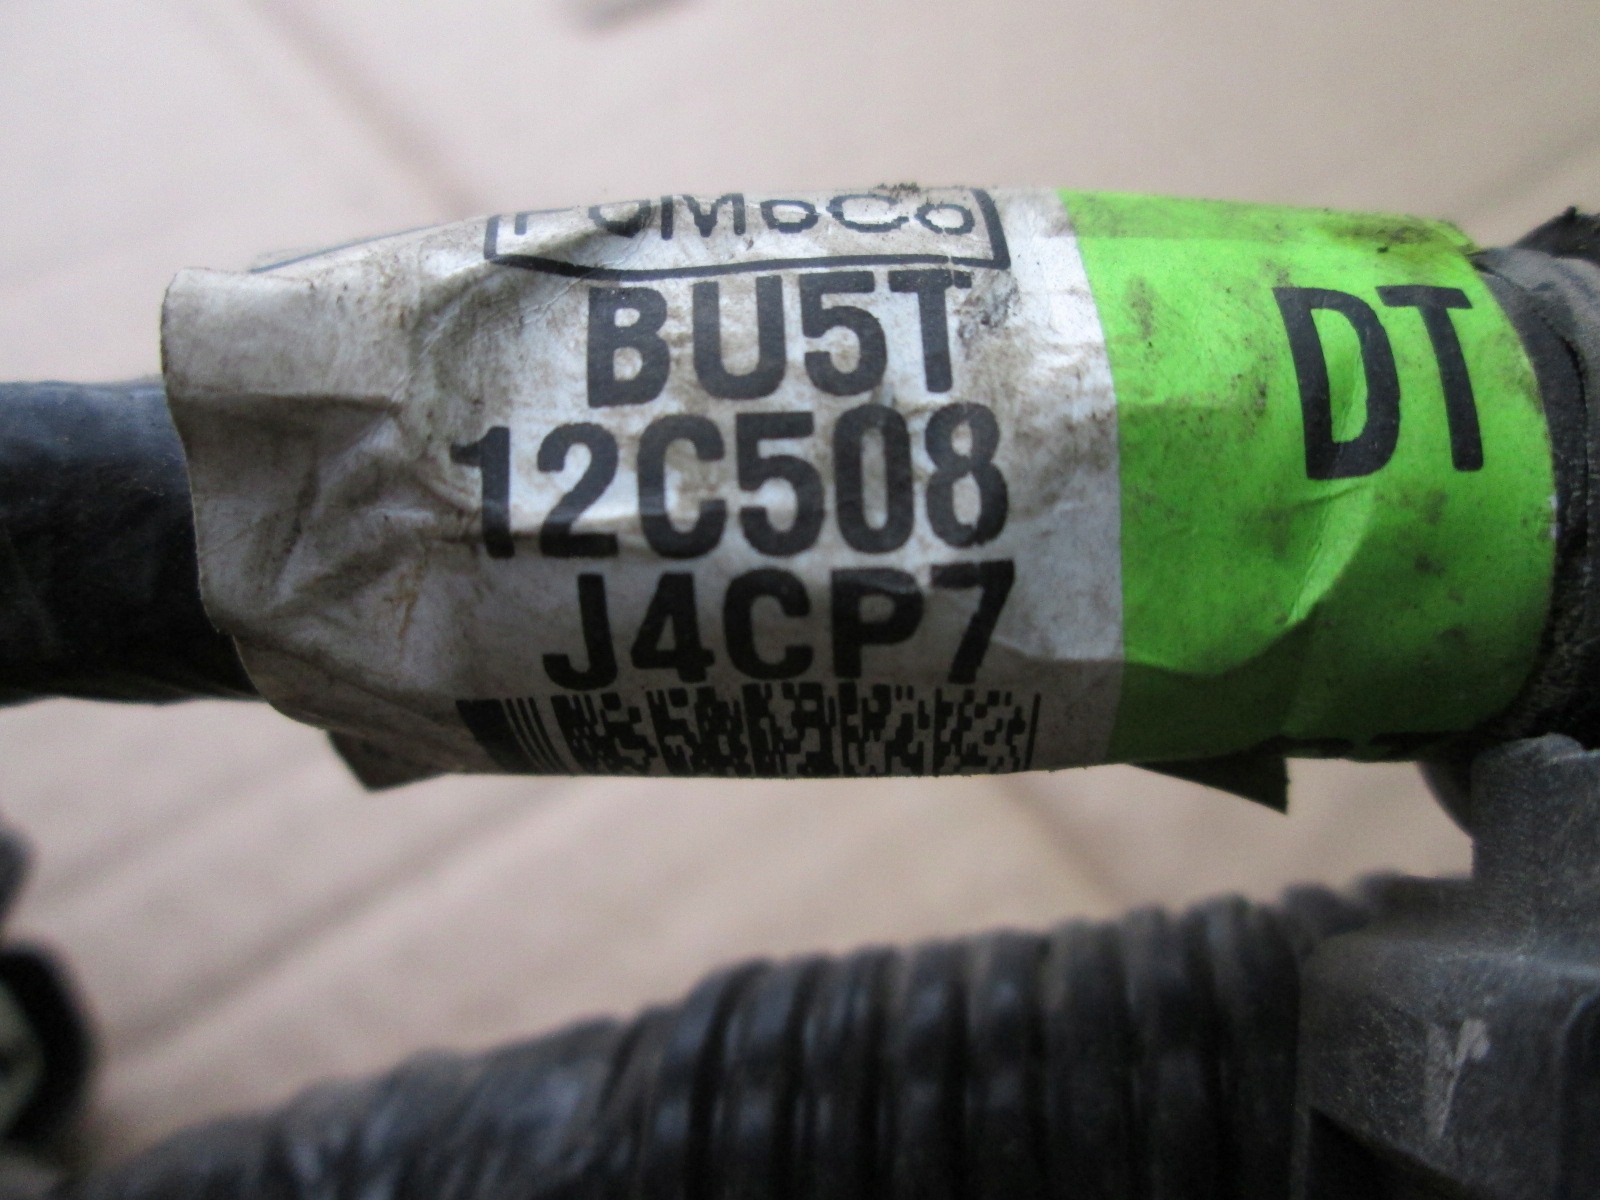 FoMoCo
BU5T
12C508
J4CP7
DT